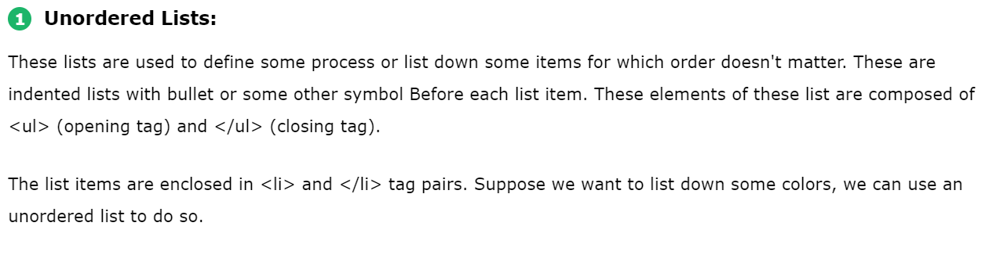 1 Unordered Lists:
These lists are used to define some process or list down some items for which order doesn't matter. These are
indented lists with bullet or some other symbol Before each list item. These elements of these list are composed of
<ul> (opening tag) and </ul> (closing tag).
The list items are enclosed in <li> and </li> tag pairs. Suppose we want to list down some colors, we can use an
unordered list to do so.